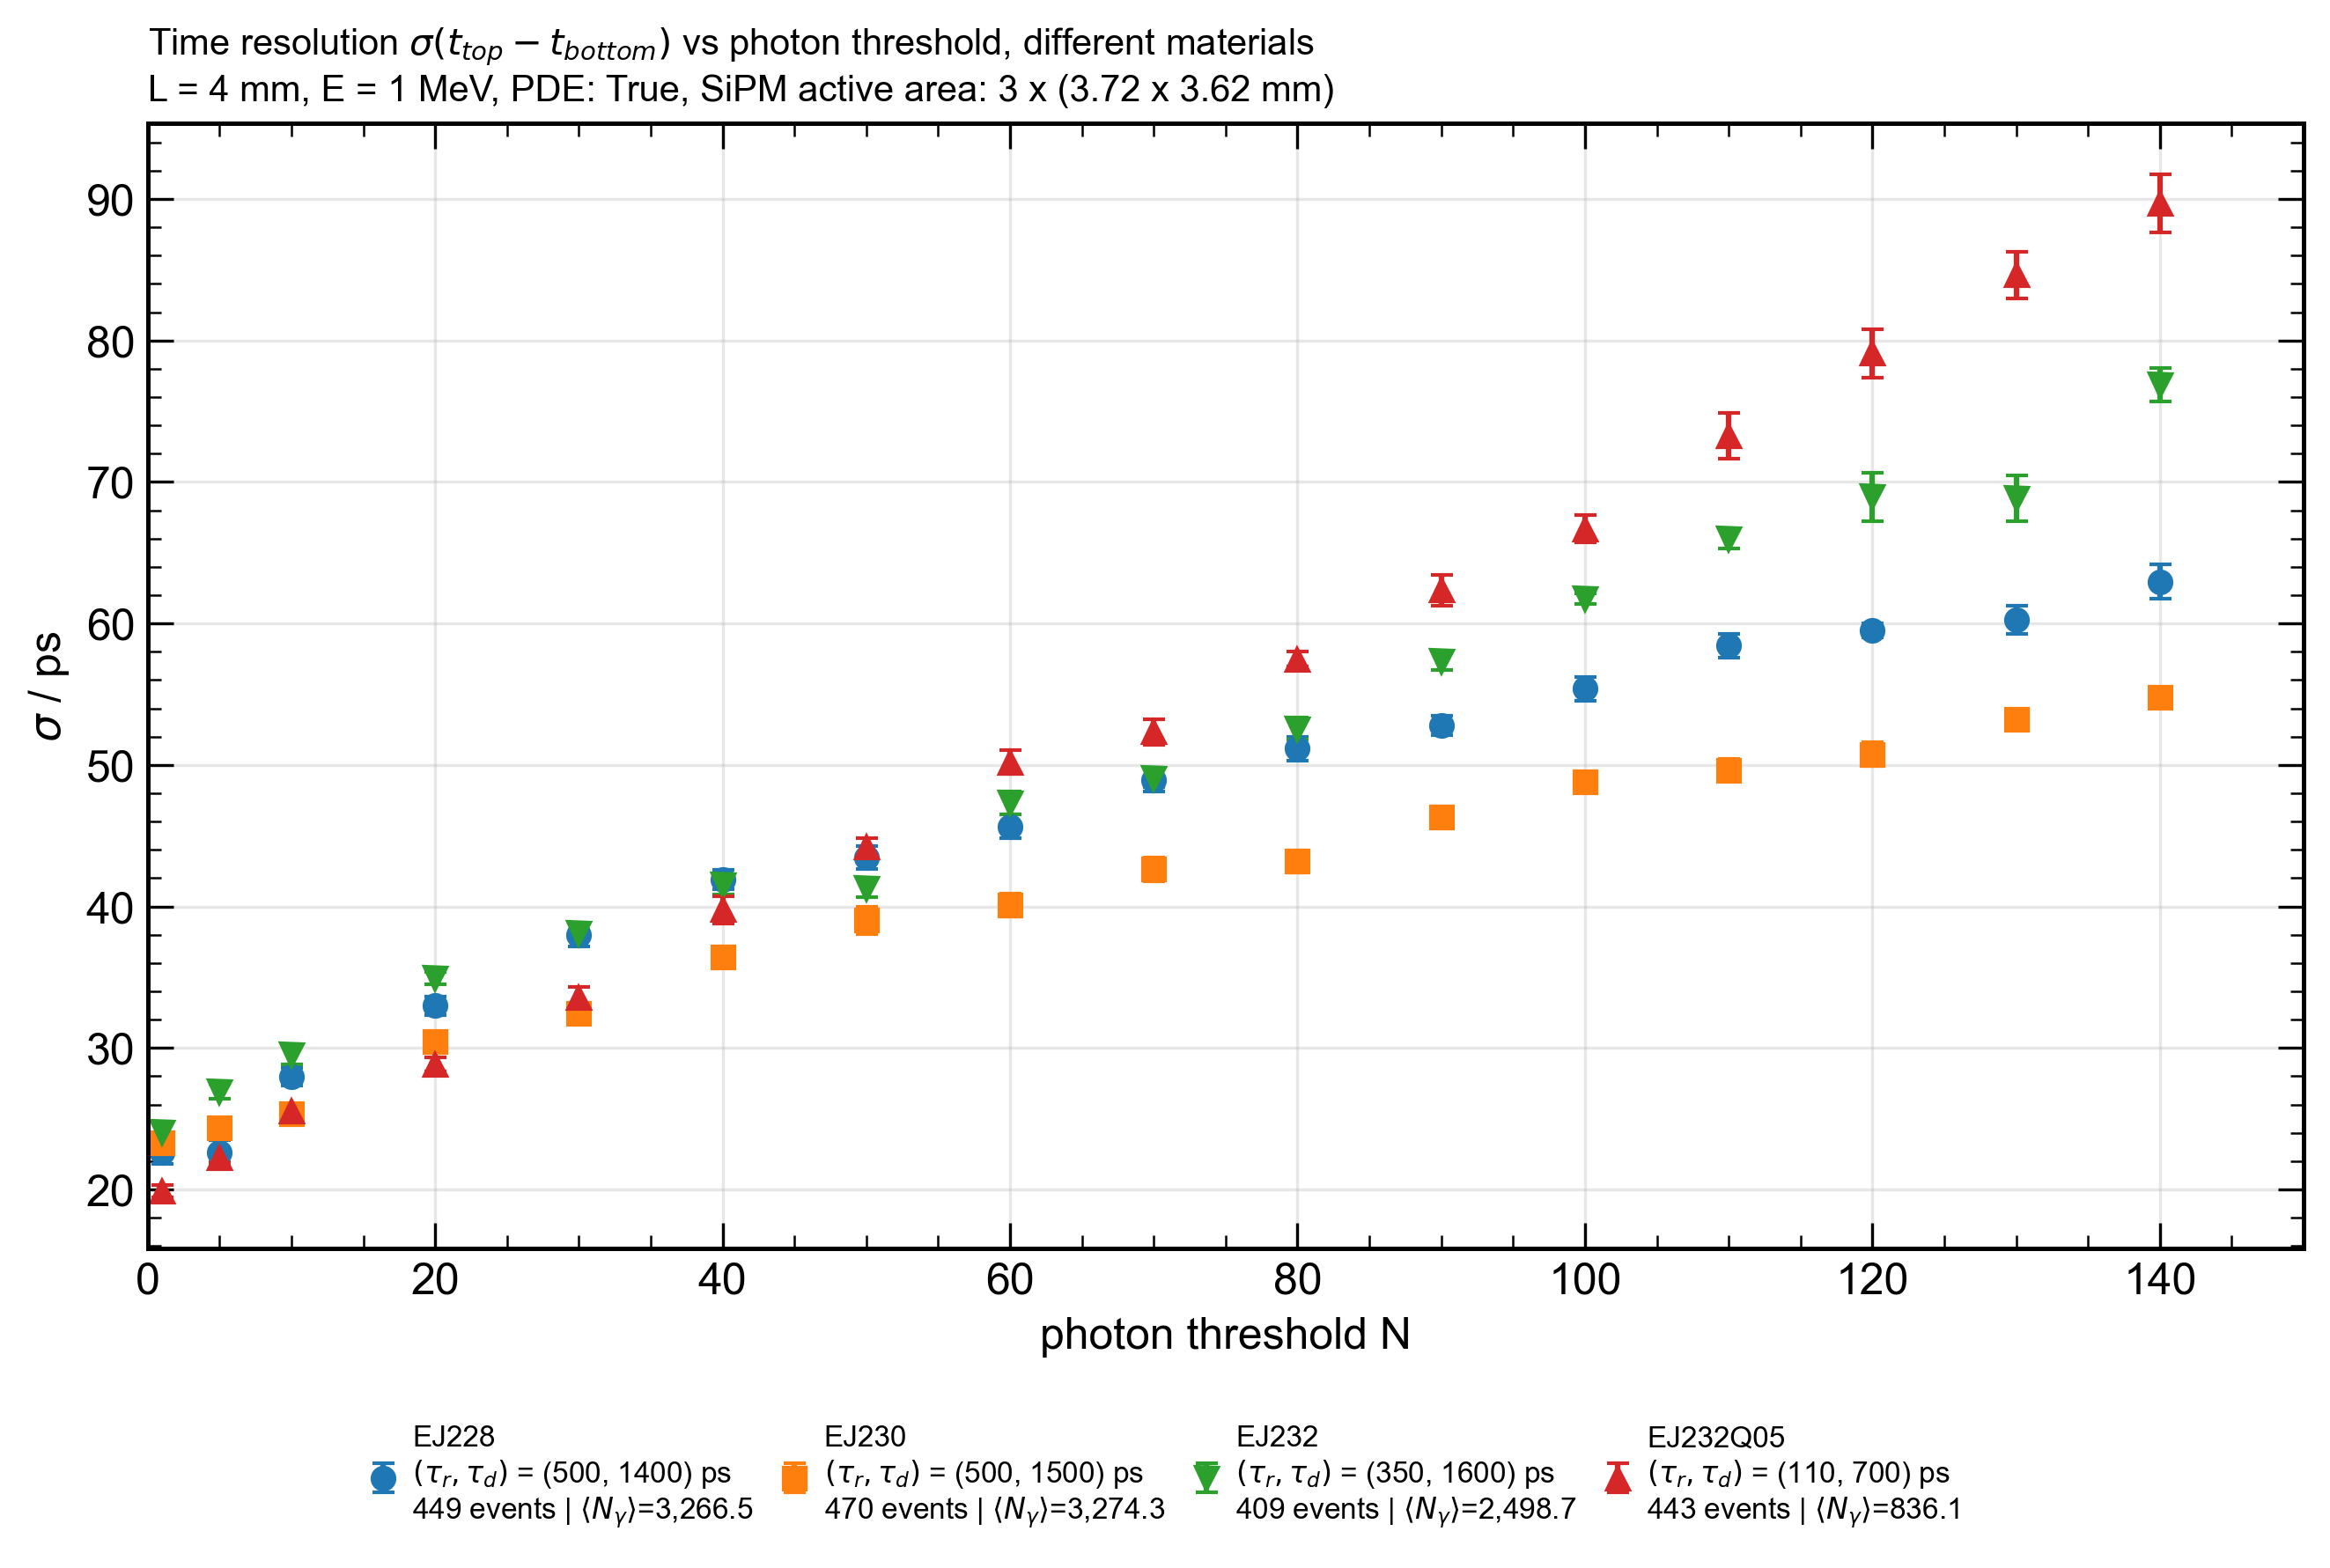 Time resolution σ(t_top − t_bottom) vs photon threshold, different materials
L = 4 mm, E = 1 MeV, PDE: True, SiPM active area: 3 x (3.72 x 3.62 mm)
90
80
70
60
50
40
30
20
σ / ps
0 20 40 60 80 100 120 140
photon threshold N
EJ228
(τ_r, τ_d) = (500, 1400) ps
449 events | ⟨N_γ⟩=3,266.5
EJ230
(τ_r, τ_d) = (500, 1500) ps
470 events | ⟨N_γ⟩=3,274.3
EJ232
(τ_r, τ_d) = (350, 1600) ps
409 events | ⟨N_γ⟩=2,498.7
EJ232Q05
(τ_r, τ_d) = (110, 700) ps
443 events | ⟨N_γ⟩=836.1